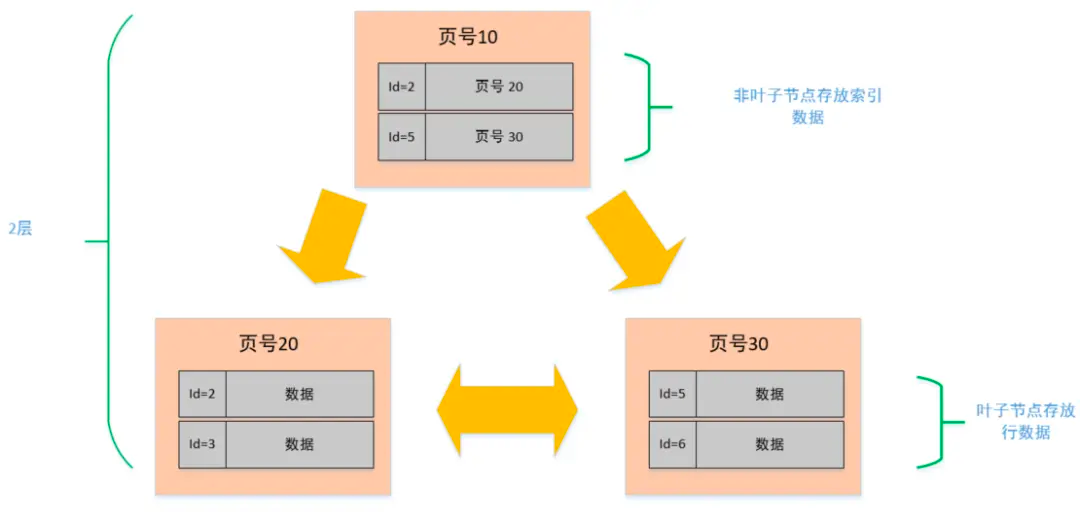 页号10
Id=2 页号 20
Id=5 页号 30
非叶子节点存放索引
数据
2层
页号20
Id=2 数据
Id=3 数据
页号30
Id=5 数据
Id=6 数据
叶子节点存放
行数据